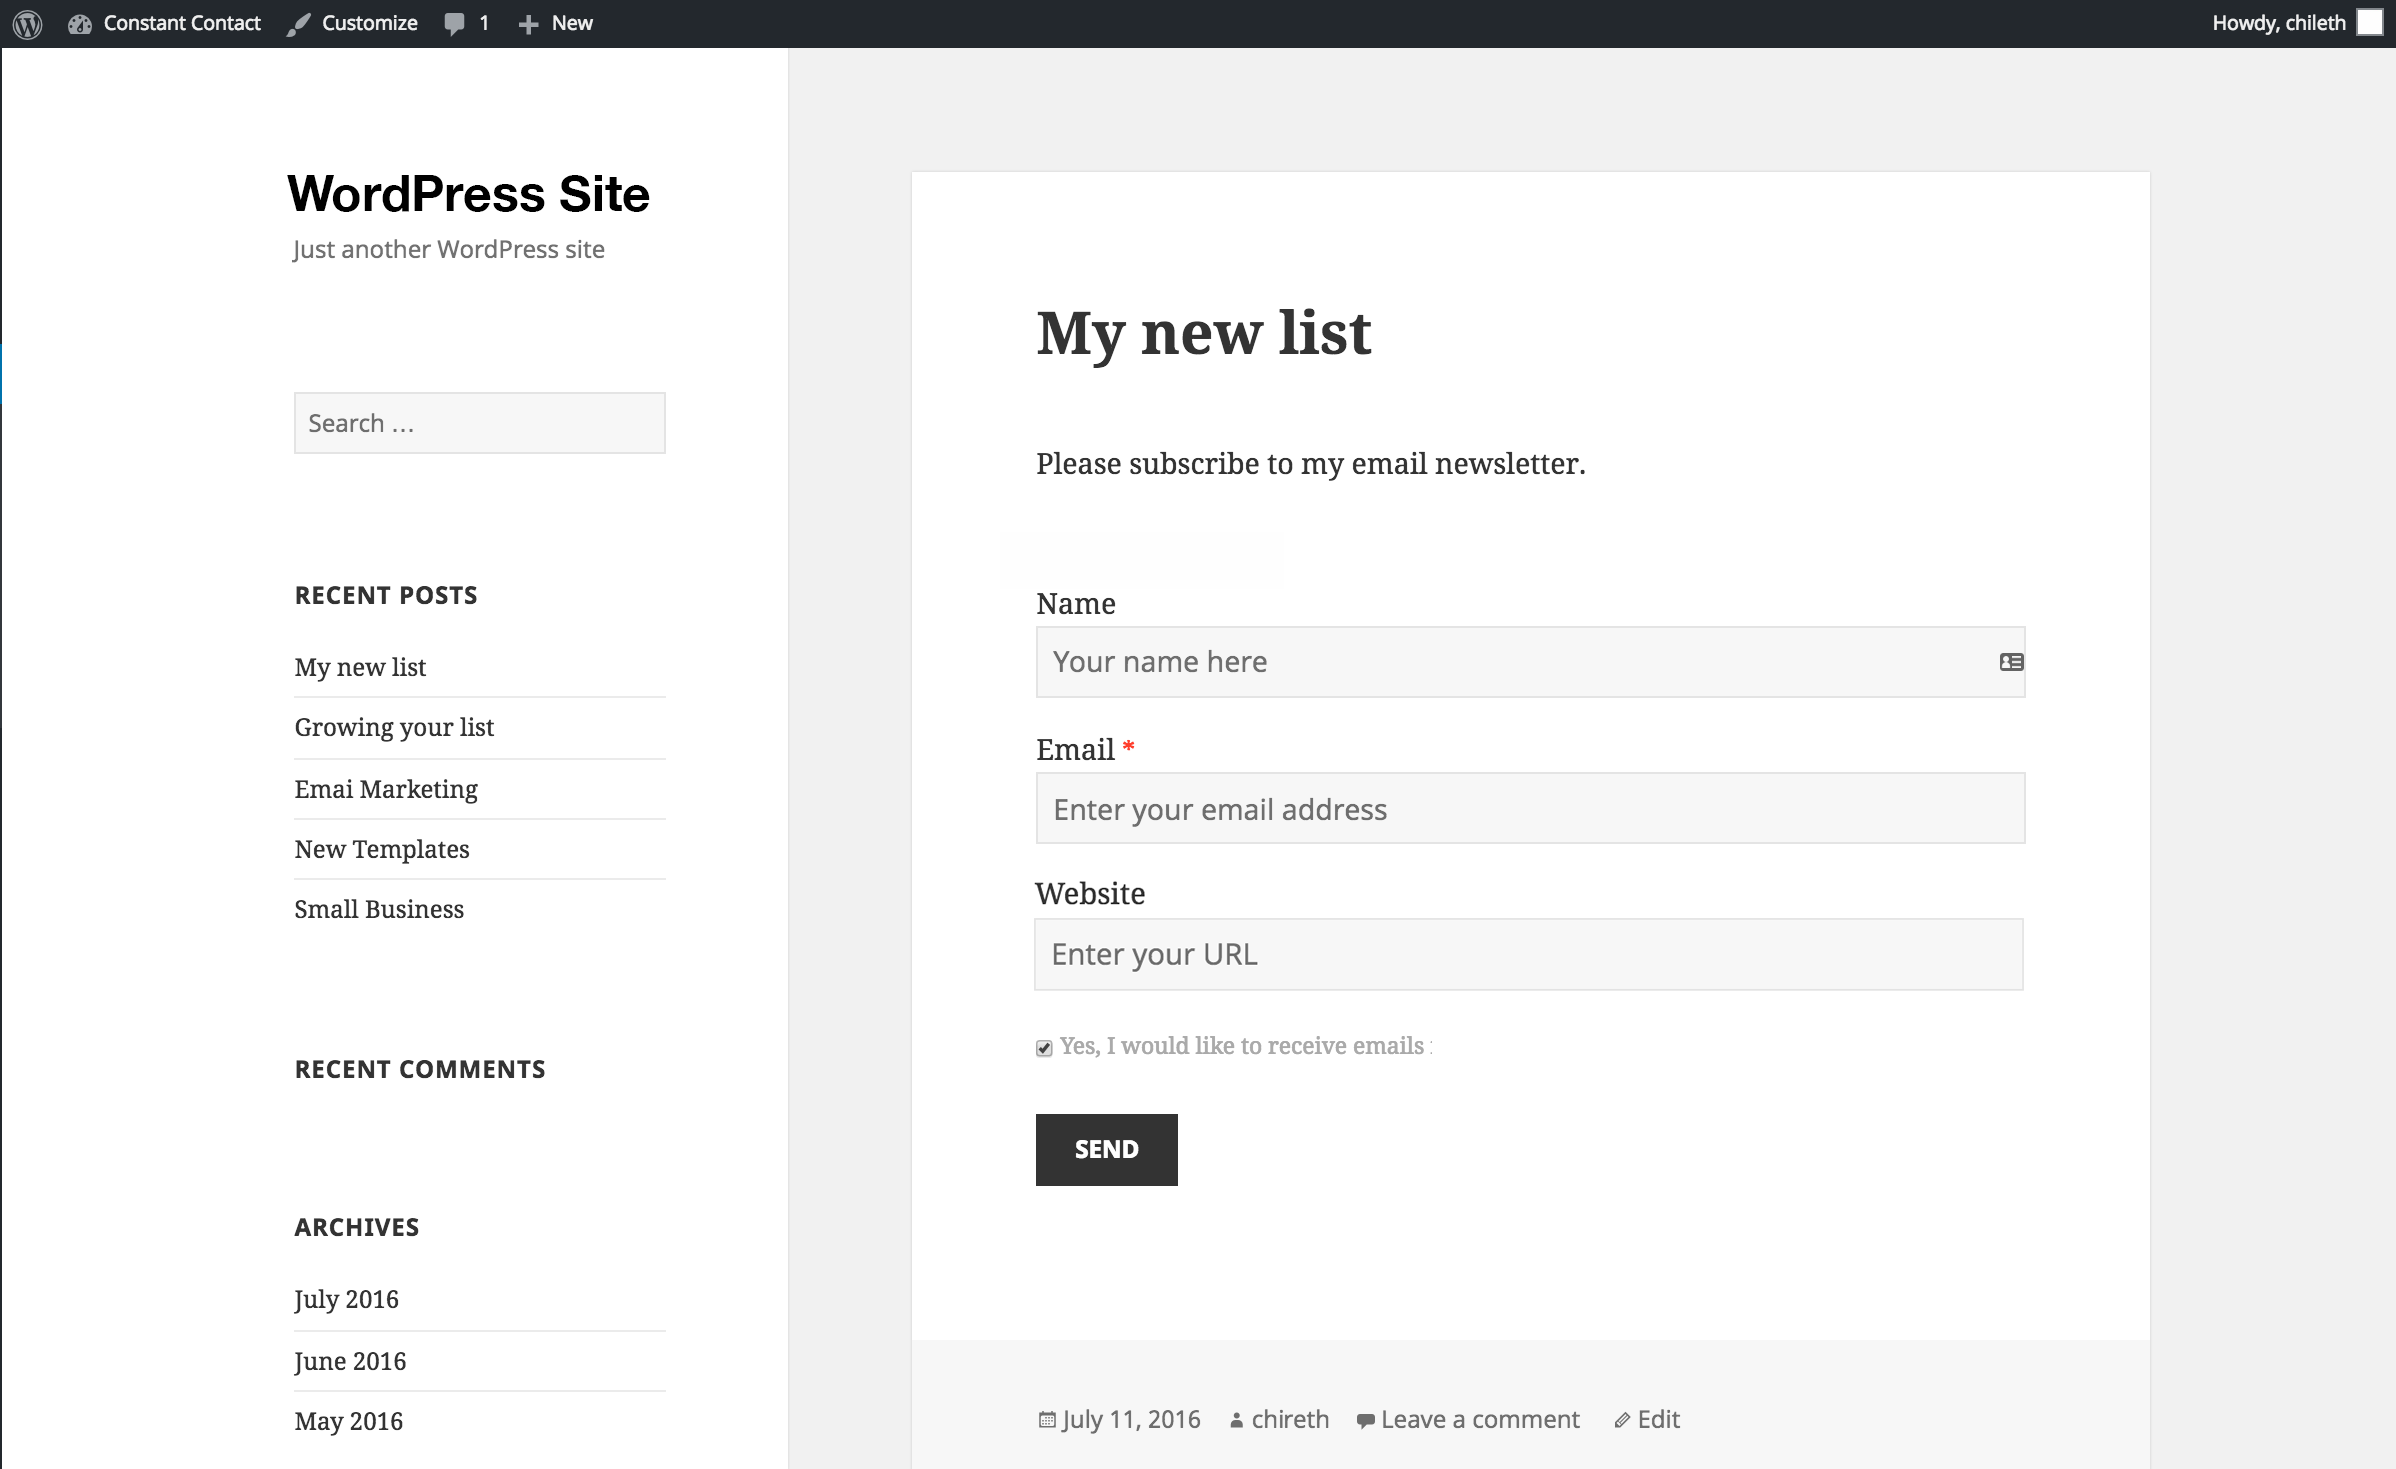 Constant Contact Customize 1 New Howdy, chileth
WordPress Site
Just another WordPress site
Search …
RECENT POSTS
My new list
Growing your list
Emai Marketing
New Templates
Small Business
RECENT COMMENTS
ARCHIVES
July 2016
June 2016
May 2016
My new list
Please subscribe to my email newsletter.
Name
Your name here
Email *
Enter your email address
Website
Enter your URL
Yes, I would like to receive emails :
SEND
July 11, 2016 chireth Leave a comment Edit